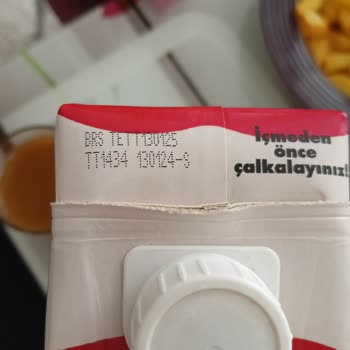 BRS TETT130125
TT1434 130124-S
İçmeden
önce
çalkalayınız!